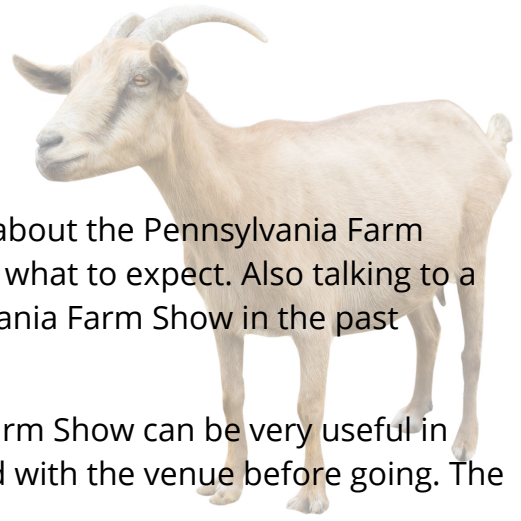 about the Pennsylvania Farm
what to expect. Also talking to a
ania Farm Show in the past
rm Show can be very useful in
d with the venue before going. The